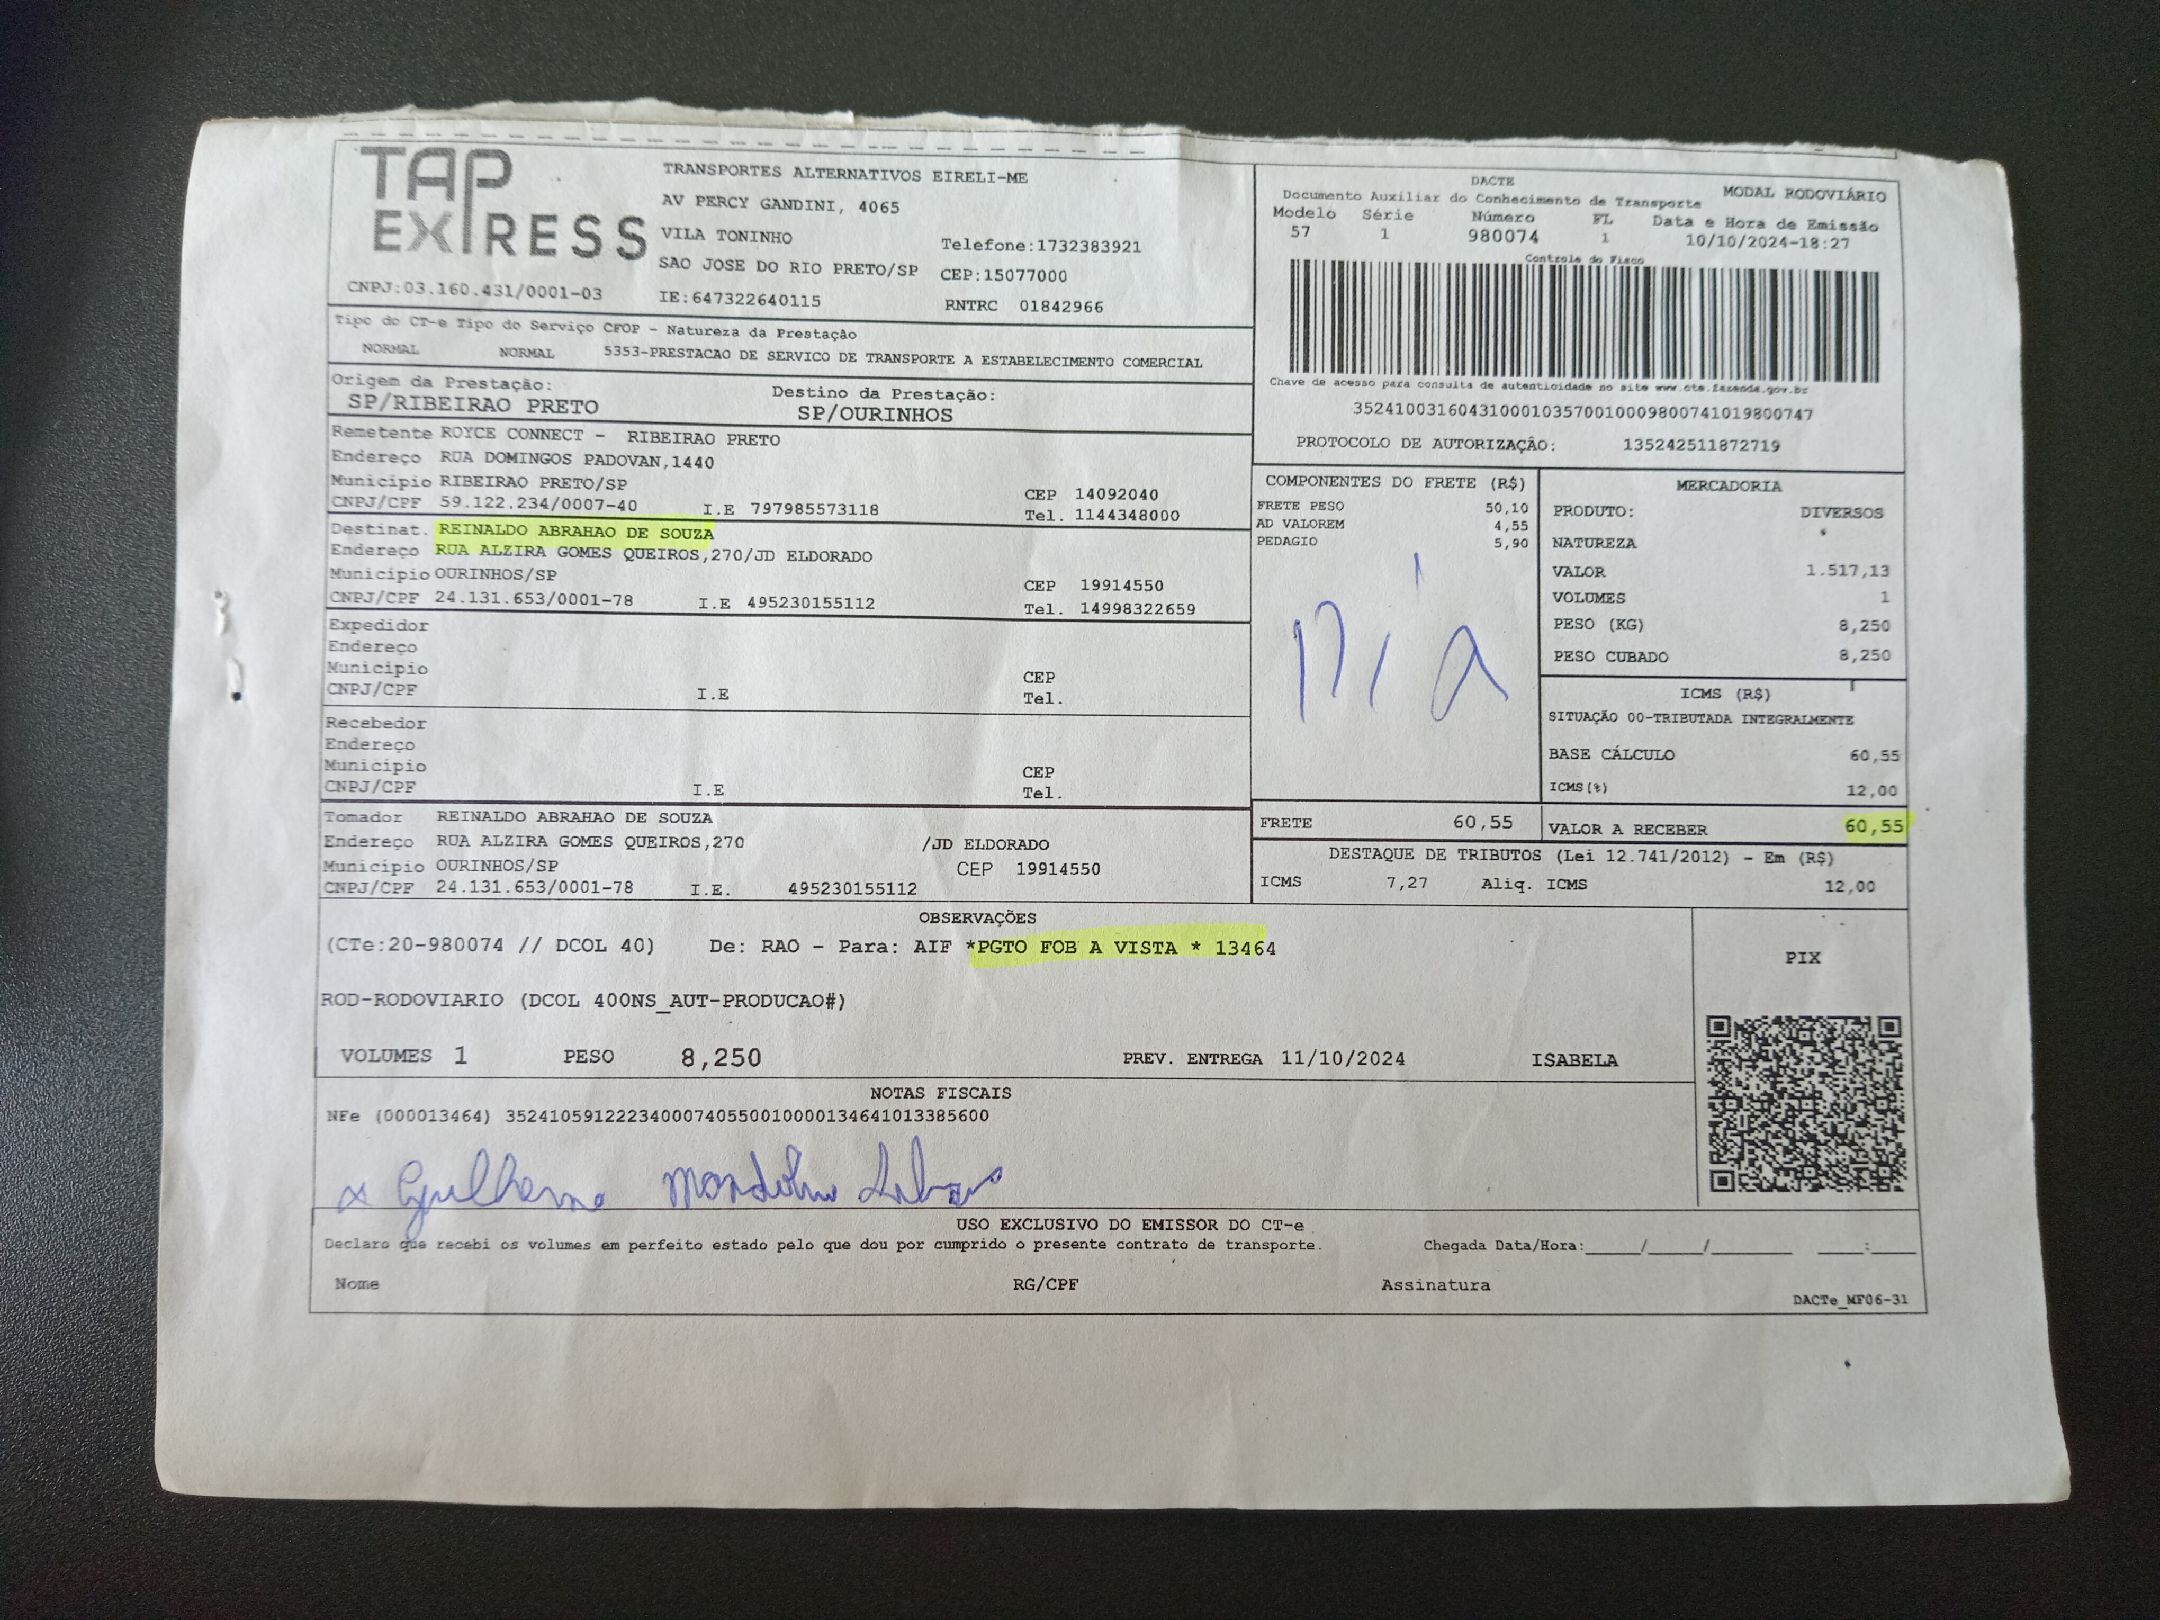 TAP
EXPRESS
CNPJ:03.160.431/0001-03
TRANSPORTES ALTERNATIVOS EIRELI-ME
AV PERCY GANDINI, 4065
VILA TONINHO
Telefone:1732383921
SAO JOSE DO RIO PRETO/SP CEP:15077000
IE:647322640115 RNTRC 01842966
DACTE
Documento Auxiliar do Conhecimento de Transporte MODAL RODOVIÁRIO
Modelo Série Número FL Data e Hora de Emissão
57 1 980074 1 10/10/2024-18:27
Controle do Fisco
Chave de acesso para consulta de autenticidade no site www.cte.fazenda.gov.br
35241003160431000103570010009800741019800747
PROTOCOLO DE AUTORIZAÇÃO: 135242511872719
Tipo do CT-e Tipo do Serviço CFOP - Natureza da Prestação
NORMAL NORMAL 5353-PRESTACAO DE SERVICO DE TRANSPORTE A ESTABELECIMENTO COMERCIAL
Origem da Prestação: Destino da Prestação:
SP/RIBEIRAO PRETO SP/OURINHOS
Remetente ROYCE CONNECT - RIBEIRAO PRETO
Endereço RUA DOMINGOS PADOVAN,1440
Municipio RIBEIRAO PRETO/SP CEP 14092040
CNPJ/CPF 59.122.234/0007-40 I.E 797985573118 Tel. 1144348000
Destinat. REINALDO ABRAHAO DE SOUZA
Endereço RUA ALZIRA GOMES QUEIROS,270/JD ELDORADO
Municipio OURINHOS/SP CEP 19914550
CNPJ/CPF 24.131.653/0001-78 I.E 495230155112 Tel. 14998322659
Expedidor
Endereço
Municipio CEP
CNPJ/CPF I.E Tel.
Recebedor
Endereço
Municipio CEP
CNPJ/CPF I.E Tel.
Tomador REINALDO ABRAHAO DE SOUZA
Endereço RUA ALZIRA GOMES QUEIROS,270 /JD ELDORADO
Municipio OURINHOS/SP CEP 19914550
CNPJ/CPF 24.131.653/0001-78 I.E. 495230155112
COMPONENTES DO FRETE (R$)
FRETE PESO 50,10
AD VALOREM 4,55
PEDAGIO 5,90
MERCADORIA
PRODUTO: DIVERSOS
NATUREZA
VALOR 1.517,13
VOLUMES 1
PESO (KG) 8,250
PESO CUBADO 8,250
ICMS (R$)
SITUAÇÃO 00-TRIBUTADA INTEGRALMENTE
BASE CÁLCULO 60,55
ICMS(%) 12,00
FRETE 60,55 VALOR A RECEBER 60,55
DESTAQUE DE TRIBUTOS (Lei 12.741/2012) - Em (R$)
ICMS 7,27 Aliq. ICMS 12,00
OBSERVAÇÕES
(CTe:20-980074 // DCOL 40) De: RAO - Para: AIF *PGTO FOB A VISTA * 13464
ROD-RODOVIARIO (DCOL 400NS_AUT-PRODUCAO#)
VOLUMES 1 PESO 8,250 PREV. ENTREGA 11/10/2024 ISABELA
PIX
NOTAS FISCAIS
NFe (000013464) 35241059122234000740550010000134641013385600
x Guilherme
USO EXCLUSIVO DO EMISSOR DO CT-e
Declaro que recebi os volumes em perfeito estado pelo que dou por cumprido o presente contrato de transporte. Chegada Data/Hora:_____/_____/________ ____:____
Nome RG/CPF Assinatura
DACTe_MF06-31